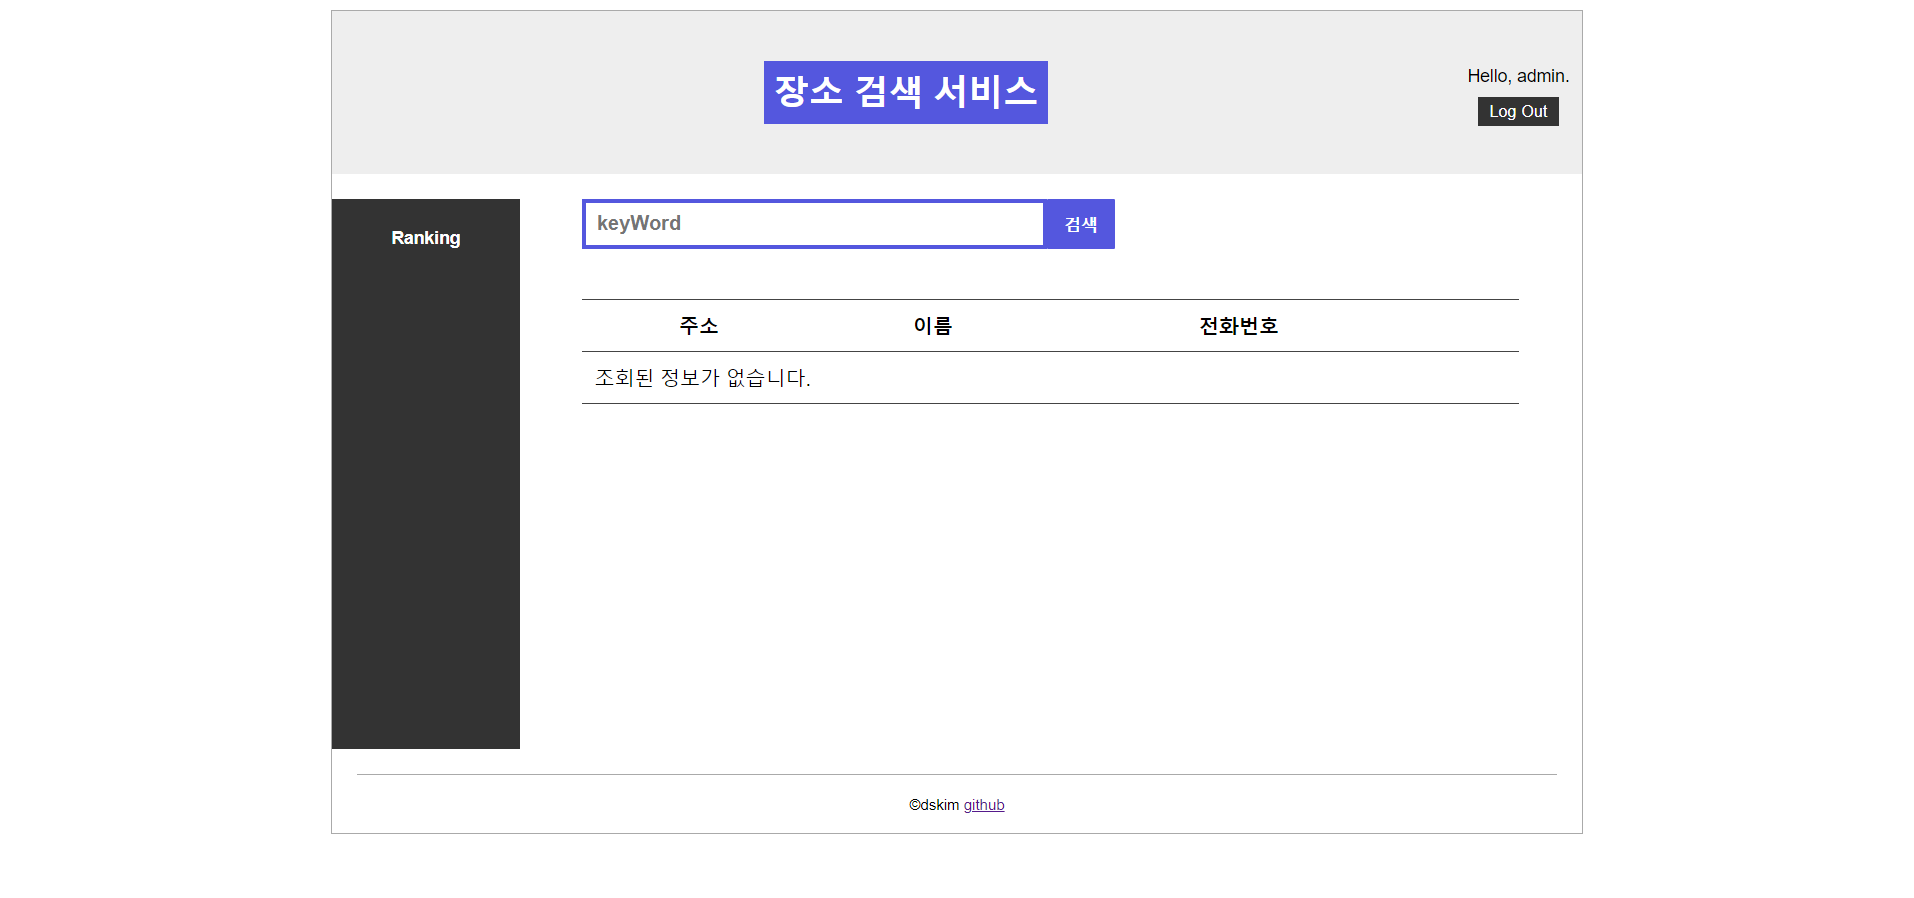 장소 검색 서비스
Hello, admin.
Log Out
Ranking
keyWord 검색
주소 이름 전화번호
조회된 정보가 없습니다.
©dskim github